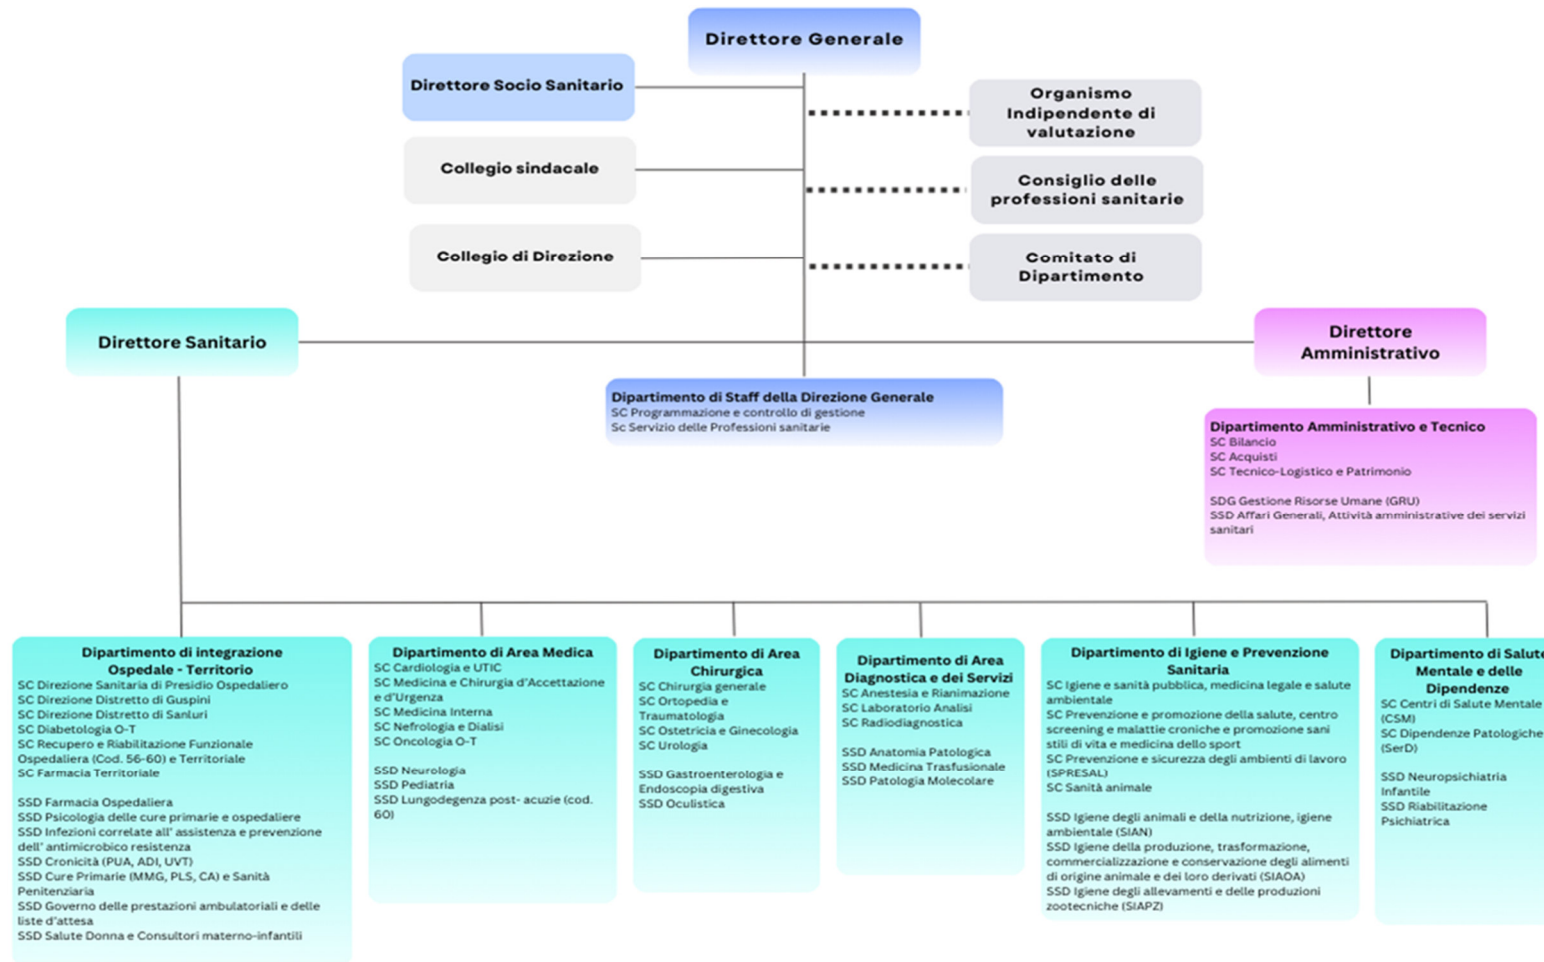 Direttore Generale
Direttore Socio Sanitario
Organismo
Indipendente di
valutazione
Collegio sindacale
Consiglio delle
professioni sanitarie
Collegio di Direzione
Comitato di
Dipartimento
Direttore Sanitario
Direttore
Amministrativo
Dipartimento di Staff della Direzione Generale
SC Programmazione e controllo di gestione
Sc Servizio delle Professioni sanitarie
Dipartimento Amministrativo e Tecnico
SC Bilancio
SC Acquisti
SC Tecnico-Logistico e Patrimonio
SDG Gestione Risorse Umane (GRU)
SSD Affari Generali, Attività amministrative dei servizi
sanitari
Dipartimento di integrazione
Ospedale - Territorio
SC Direzione Sanitaria di Presidio Ospedaliero
SC Direzione Distretto di Guspini
SC Direzione Distretto di Sanluri
SC Diabetologia O-T
SC Recupero e Riabilitazione Funzionale
Ospedaliera (Cod. 56-60) e Territoriale
SC Farmacia Territoriale
SSD Farmacia Ospedaliera
SSD Psicologia delle cure primarie e ospedaliere
SSD Infezioni correlate all' assistenza e prevenzione
dell' antimicrobico resistenza
SSD Cronicità (PUA, ADI, UVT)
SSD Cure Primarie (MMG, PLS, CA) e Sanità
Penitenziaria
SSD Governo delle prestazioni ambulatoriali e delle
liste d'attesa
SSD Salute Donna e Consultori materno-infantili
Dipartimento di Area Medica
SC Cardiologia e UTIC
SC Medicina e Chirurgia d'Accettazione
e d'Urgenza
SC Medicina Interna
SC Nefrologia e Dialisi
SC Oncologia O-T
SSD Neurologia
SSD Pediatria
SSD Lungodegenza post- acuzie (cod.
60)
Dipartimento di Area
Chirurgica
SC Chirurgia generale
SC Ortopedia e
Traumatologia
SC Ostetricia e Ginecologia
SC Urologia
SSD Gastroenterologia e
Endoscopia digestiva
SSD Oculistica
Dipartimento di Area
Diagnostica e dei Servizi
SC Anestesia e Rianimazione
SC Laboratorio Analisi
SC Radiodiagnostica
SSD Anatomia Patologica
SSD Medicina Trasfusionale
SSD Patologia Molecolare
Dipartimento di Igiene e Prevenzione
Sanitaria
SC Igiene e sanità pubblica, medicina legale e salute
ambientale
SC Prevenzione e promozione della salute, centro
screening e malattie croniche e promozione sani
stili di vita e medicina dello sport
SC Prevenzione e sicurezza degli ambienti di lavoro
(SPRESAL)
SC Sanità animale
SSD Igiene degli animali e della nutrizione, igiene
ambientale (SIAN)
SSD Igiene della produzione, trasformazione,
commercializzazione e conservazione degli alimenti
di origine animale e dei loro derivati (SIAOA)
SSD Igiene degli allevamenti e delle produzioni
zootecniche (SIAPZ)
Dipartimento di Salute
Mentale e delle
Dipendenze
SC Centri di Salute Mentale
(CSM)
SC Dipendenze Patologiche
(SerD)
SSD Neuropsichiatria
Infantile
SSD Riabilitazione
Psichiatrica